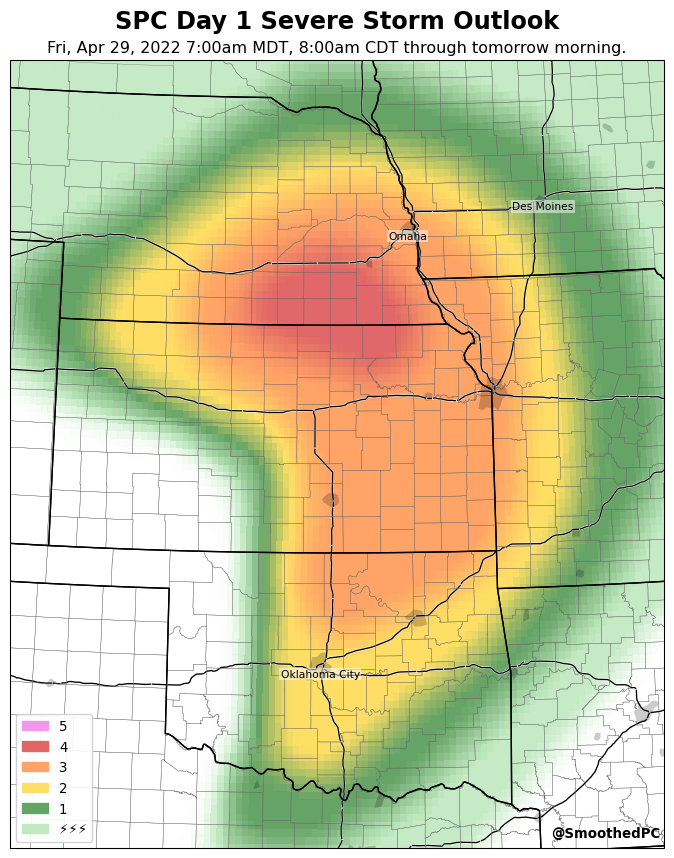 SPC Day 1 Severe Storm Outlook
Fri, Apr 29, 2022 7:00am MDT, 8:00am CDT through tomorrow morning.
Des Moines
Omaha
Oklahoma City
5
4
3
2
1
⚡⚡⚡
@SmoothedPC